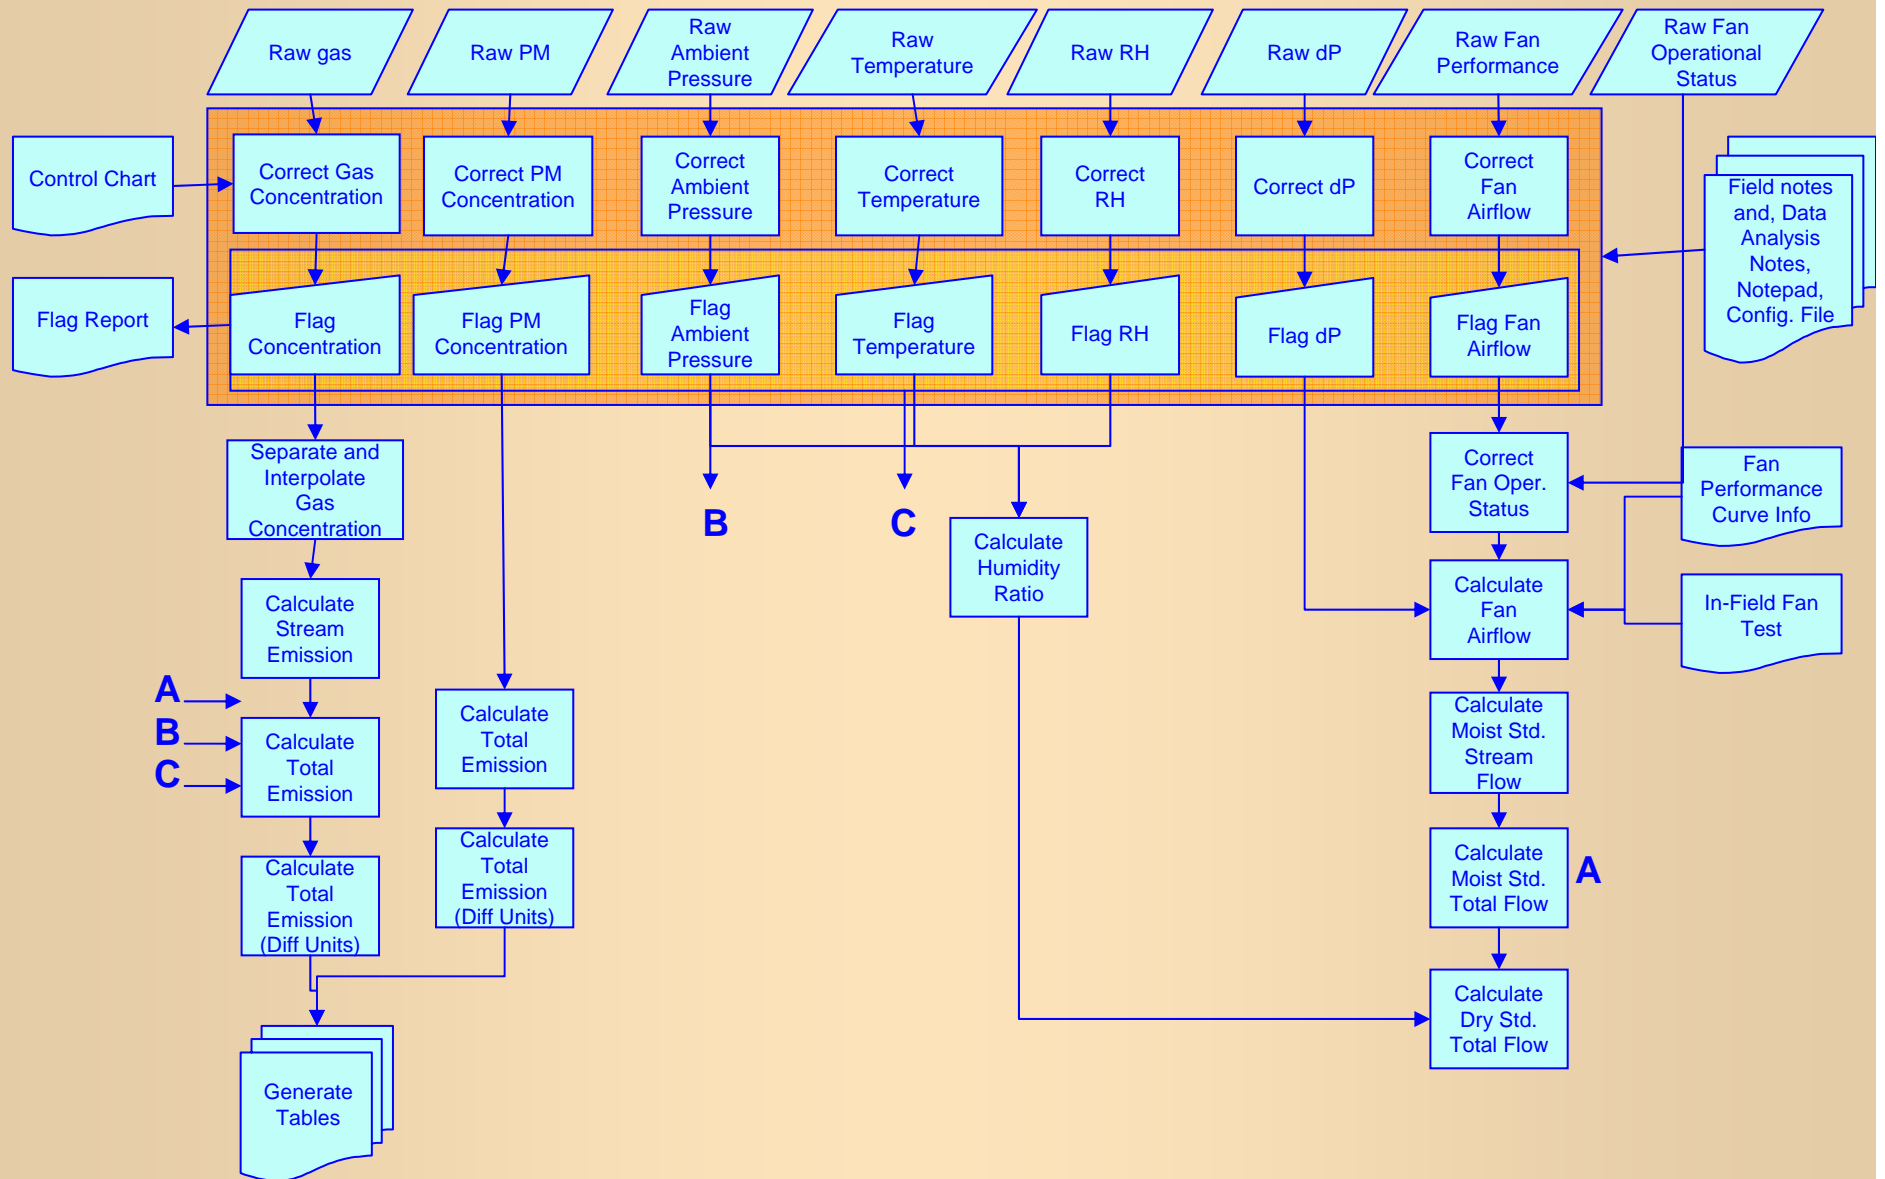 Raw gas
Raw PM
Raw
Ambient
Pressure
Raw
Temperature
Raw RH
Raw dP
Raw Fan
Performance
Raw Fan
Operational
Status
Control Chart
Correct Gas
Concentration
Correct PM
Concentration
Correct
Ambient
Pressure
Correct
Temperature
Correct
RH
Correct dP
Correct
Fan
Airflow
Field notes
and, Data
Analysis
Notes,
Notepad,
Config. File
Flag Report
Flag
Concentration
Flag PM
Concentration
Flag
Ambient
Pressure
Flag
Temperature
Flag RH
Flag dP
Flag Fan
Airflow
Separate and
Interpolate
Gas
Concentration
B
C
Correct
Fan Oper.
Status
Fan
Performance
Curve Info
Calculate
Humidity
Ratio
Calculate
Stream
Emission
Calculate
Fan
Airflow
In-Field Fan
Test
A
B
C
Calculate
Total
Emission
Calculate
Total
Emission
Calculate
Moist Std.
Stream
Flow
Calculate
Total
Emission
(Diff Units)
Calculate
Total
Emission
(Diff Units)
Calculate
Moist Std.
Total Flow
A
Calculate
Dry Std.
Total Flow
Generate
Tables